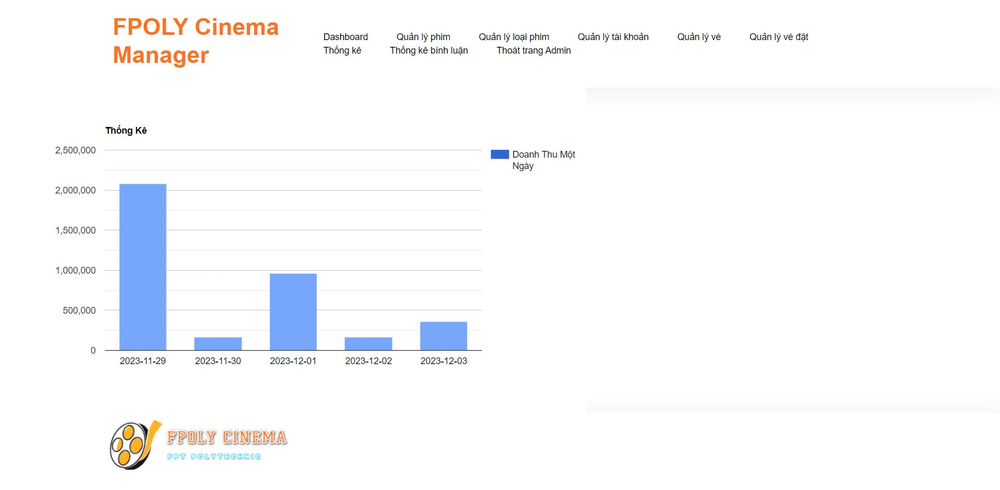 FPOLY Cinema
Manager
Dashboard Quản lý phim Quản lý loại phim Quản lý tài khoản Quản lý vé Quản lý vé đặt
Thống kê Thống kê bình luận Thoát trang Admin
Thống Kê
2,500,000
2,000,000
1,500,000
1,000,000
500,000
0
2023-11-29 2023-11-30 2023-12-01 2023-12-02 2023-12-03
Doanh Thu Một
Ngày
FPOLY CINEMA
FPT POLYTECHNIC